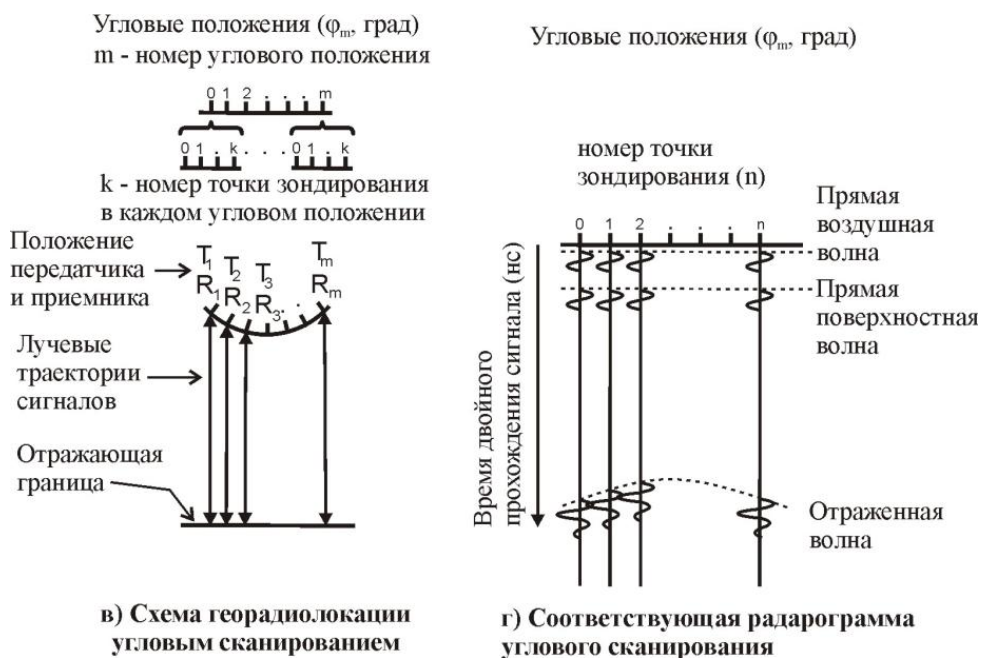 Угловые положения (φm, град)
m - номер углового положения
0 1 2 . . . m
0 1 . k . . . 0 1 . k
k - номер точки зондирования
в каждом угловом положении
Положение
передатчика
и приемника
T1 T2 T3 Tm
R1 R2 R3 . . Rm
Лучевые
траектории
сигналов
Отражающая
граница
в) Схема георадиолокации
угловым сканированием
Угловые положения (φm, град)
номер точки
зондирования (n)
0 1 2 . . . n
Прямая
воздушная
волна
Прямая
поверхностная
волна
Время двойного
прохождения сигнала (нс)
Отраженная
волна
г) Соответствующая радарограмма
углового сканирования